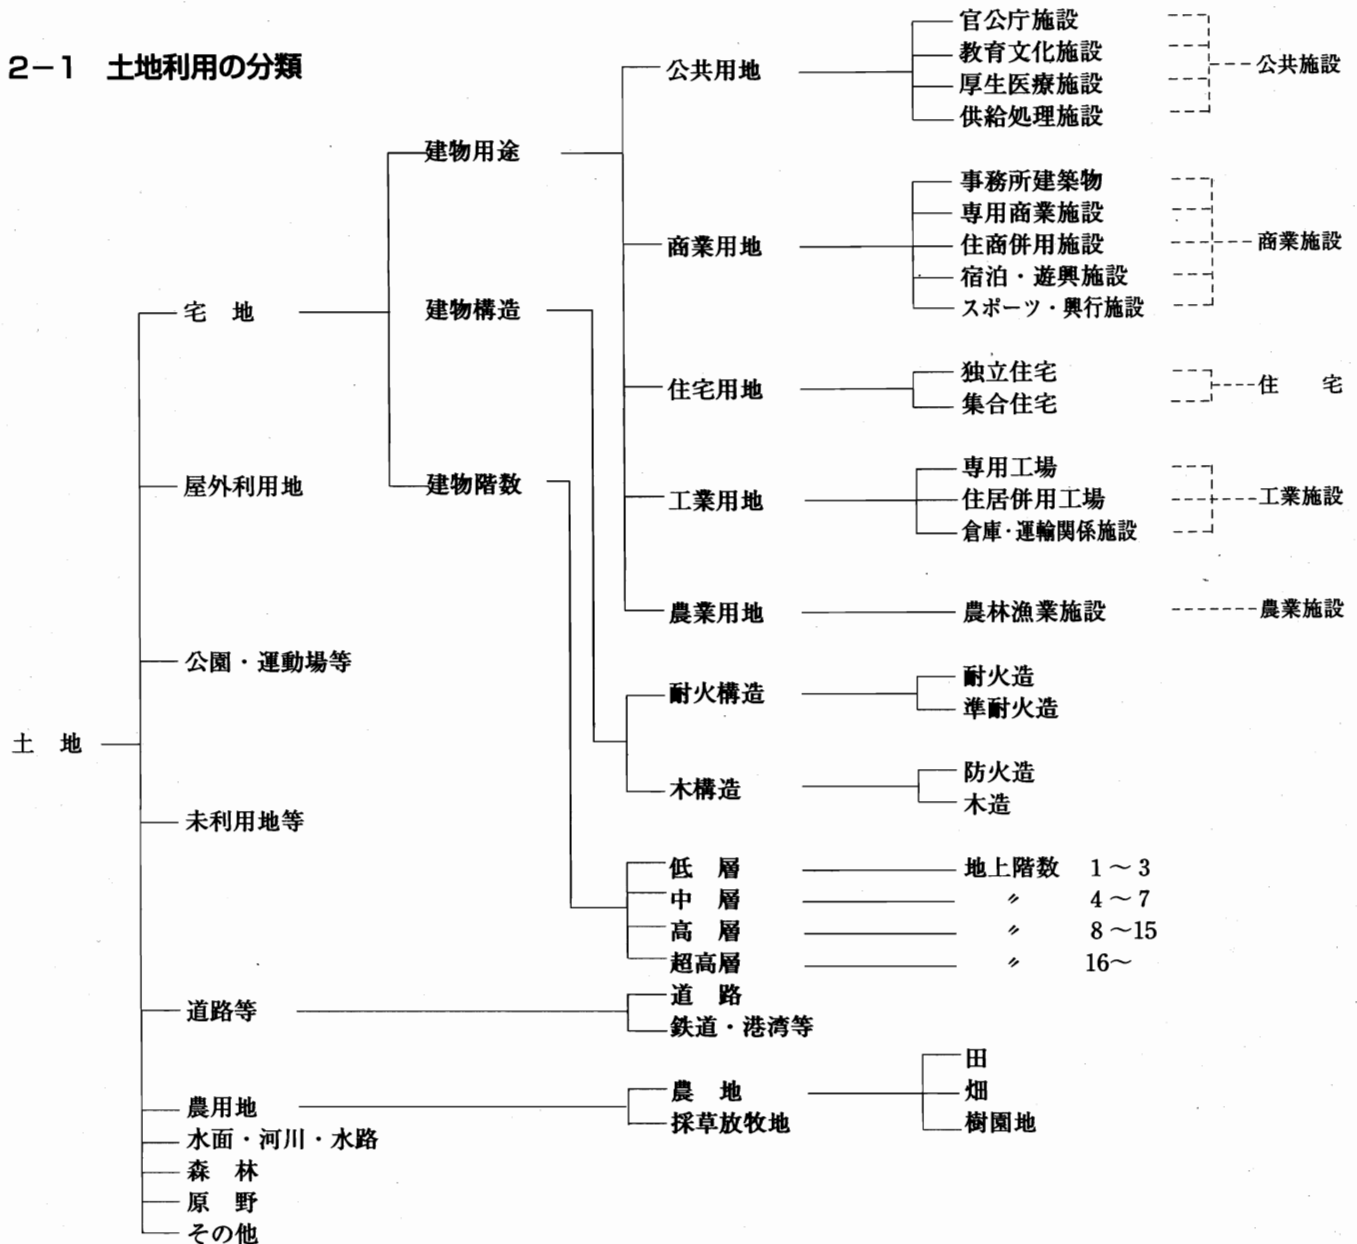 2−1 土地利用の分類
土 地
宅 地
屋外利用地
公園・運動場等
未利用地等
道路等
農用地
水面・河川・水路
森 林
原 野
その他
建物用途
建物構造
建物階数
公共用地
商業用地
住宅用地
工業用地
農業用地
耐火構造
木構造
低 層
中 層
高 層
超高層
道 路
鉄道・港湾等
農 地
採草放牧地
官公庁施設
教育文化施設
厚生医療施設
供給処理施設
事務所建築物
専用商業施設
住商併用施設
宿泊・遊興施設
スポーツ・興行施設
独立住宅
集合住宅
専用工場
住居併用工場
倉庫・運輸関係施設
農林漁業施設
耐火造
準耐火造
防火造
木造
地上階数 1〜3
〃 4〜7
〃 8〜15
〃 16〜
田
畑
樹園地
公共施設
商業施設
住 宅
工業施設
農業施設